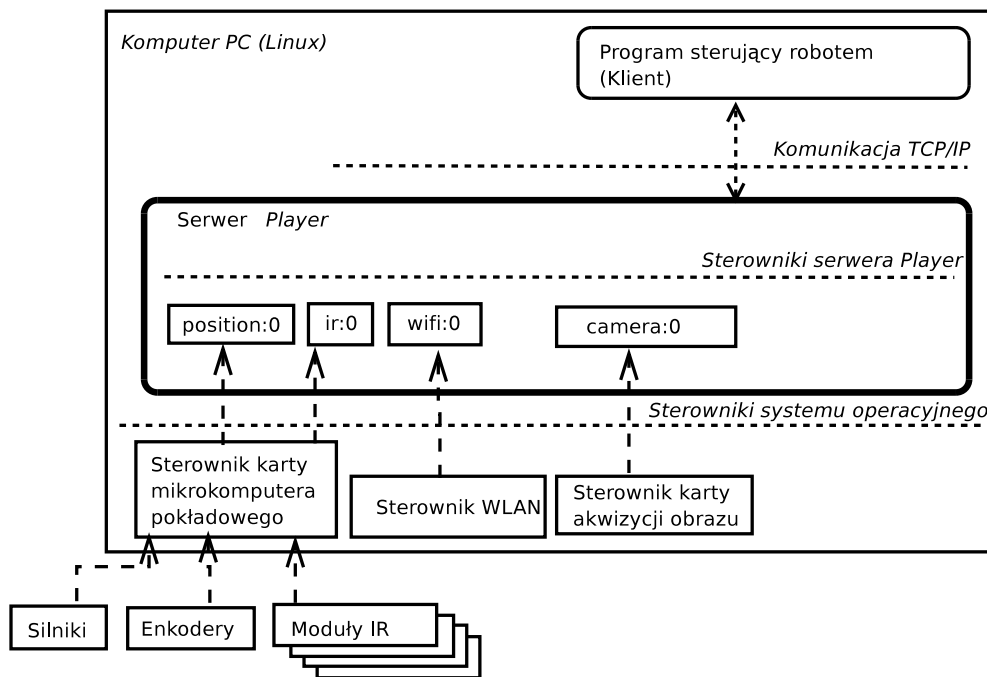 Komputer PC (Linux)
Program sterujący robotem
(Klient)
Komunikacja TCP/IP
Serwer Player
Sterowniki serwera Player
position:0
ir:0
wifi:0
camera:0
Sterowniki systemu operacyjnego
Sterownik karty
mikrokomputera
pokładowego
Sterownik WLAN
Sterownik karty
akwizycji obrazu
Silniki
Enkodery
Moduły IR